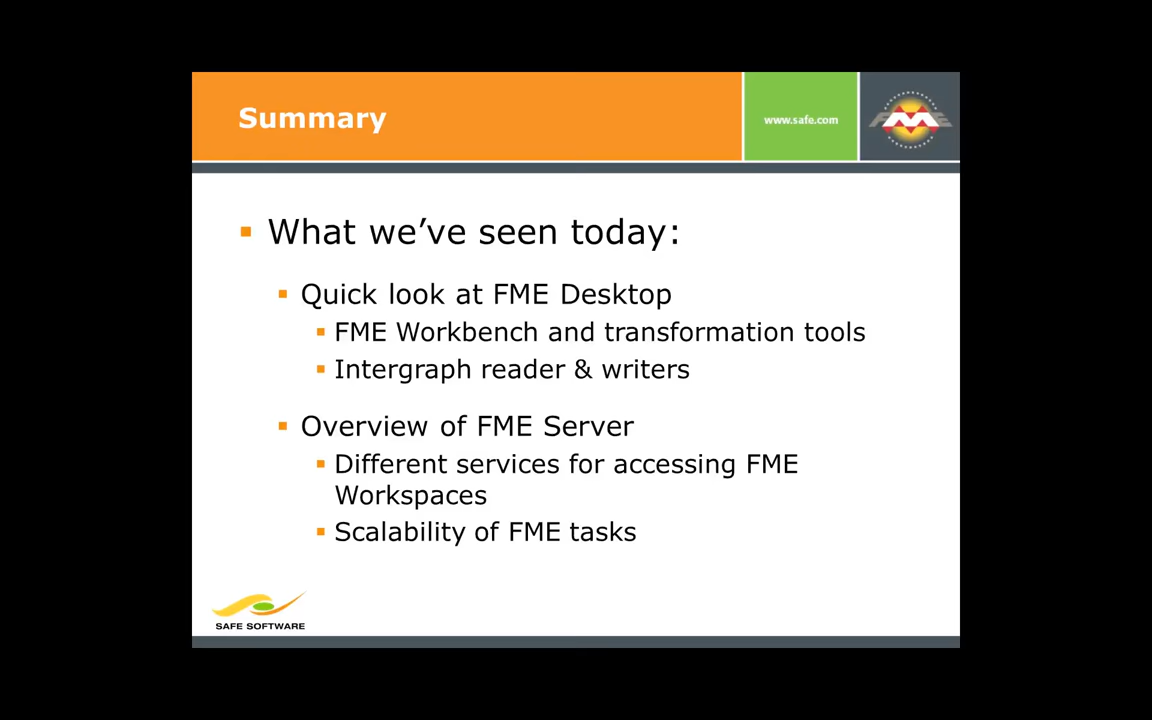 Summary
www.safe.com
FME
What we’ve seen today:
Quick look at FME Desktop
FME Workbench and transformation tools
Intergraph reader & writers
Overview of FME Server
Different services for accessing FME
Workspaces
Scalability of FME tasks
SAFE SOFTWARE